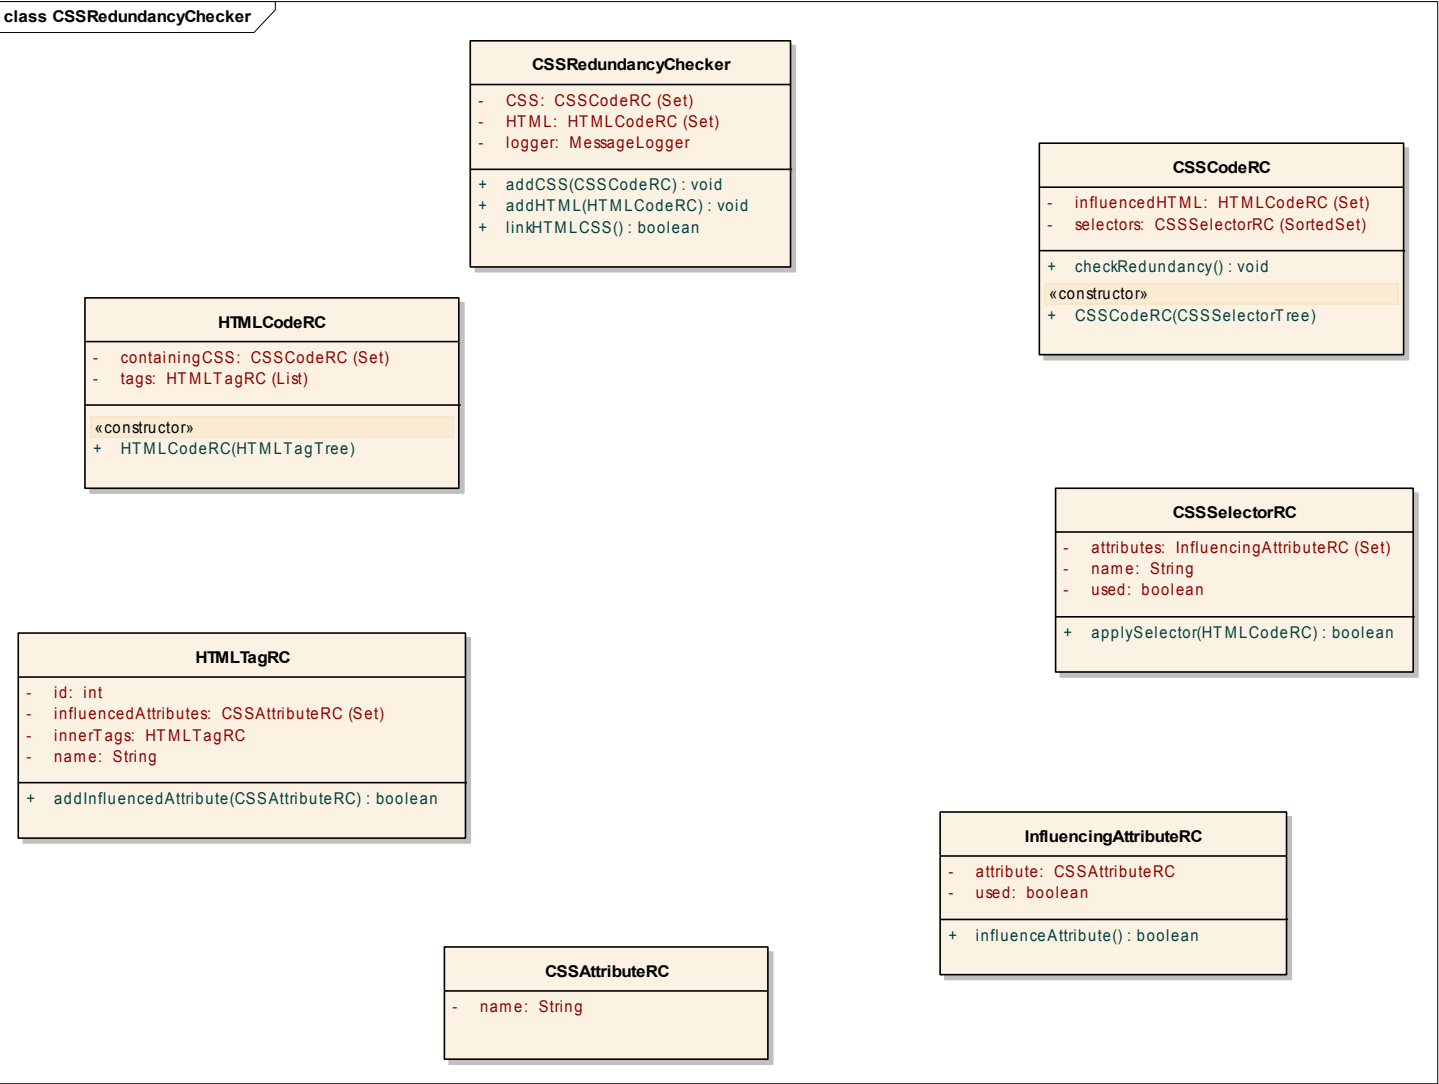 class CSSRedundancyChecker
CSSRedundancyChecker
- CSS: CSSCodeRC (Set)
- HTML: HTMLCodeRC (Set)
- logger: MessageLogger
+ addCSS(CSSCodeRC) : void
+ addHTML(HTMLCodeRC) : void
+ linkHTMLCSS() : boolean
CSSCodeRC
- influencedHTML: HTMLCodeRC (Set)
- selectors: CSSSelectorRC (SortedSet)
+ checkRedundancy() : void
«constructor»
+ CSSCodeRC(CSSSelectorTree)
HTMLCodeRC
- containingCSS: CSSCodeRC (Set)
- tags: HTMLTagRC (List)
«constructor»
+ HTMLCodeRC(HTMLTagTree)
CSSSelectorRC
- attributes: InfluencingAttributeRC (Set)
- name: String
- used: boolean
+ applySelector(HTMLCodeRC) : boolean
HTMLTagRC
- id: int
- influencedAttributes: CSSAttributeRC (Set)
- innerTags: HTMLTagRC
- name: String
+ addInfluencedAttribute(CSSAttributeRC) : boolean
InfluencingAttributeRC
- attribute: CSSAttributeRC
- used: boolean
+ influenceAttribute() : boolean
CSSAttributeRC
- name: String